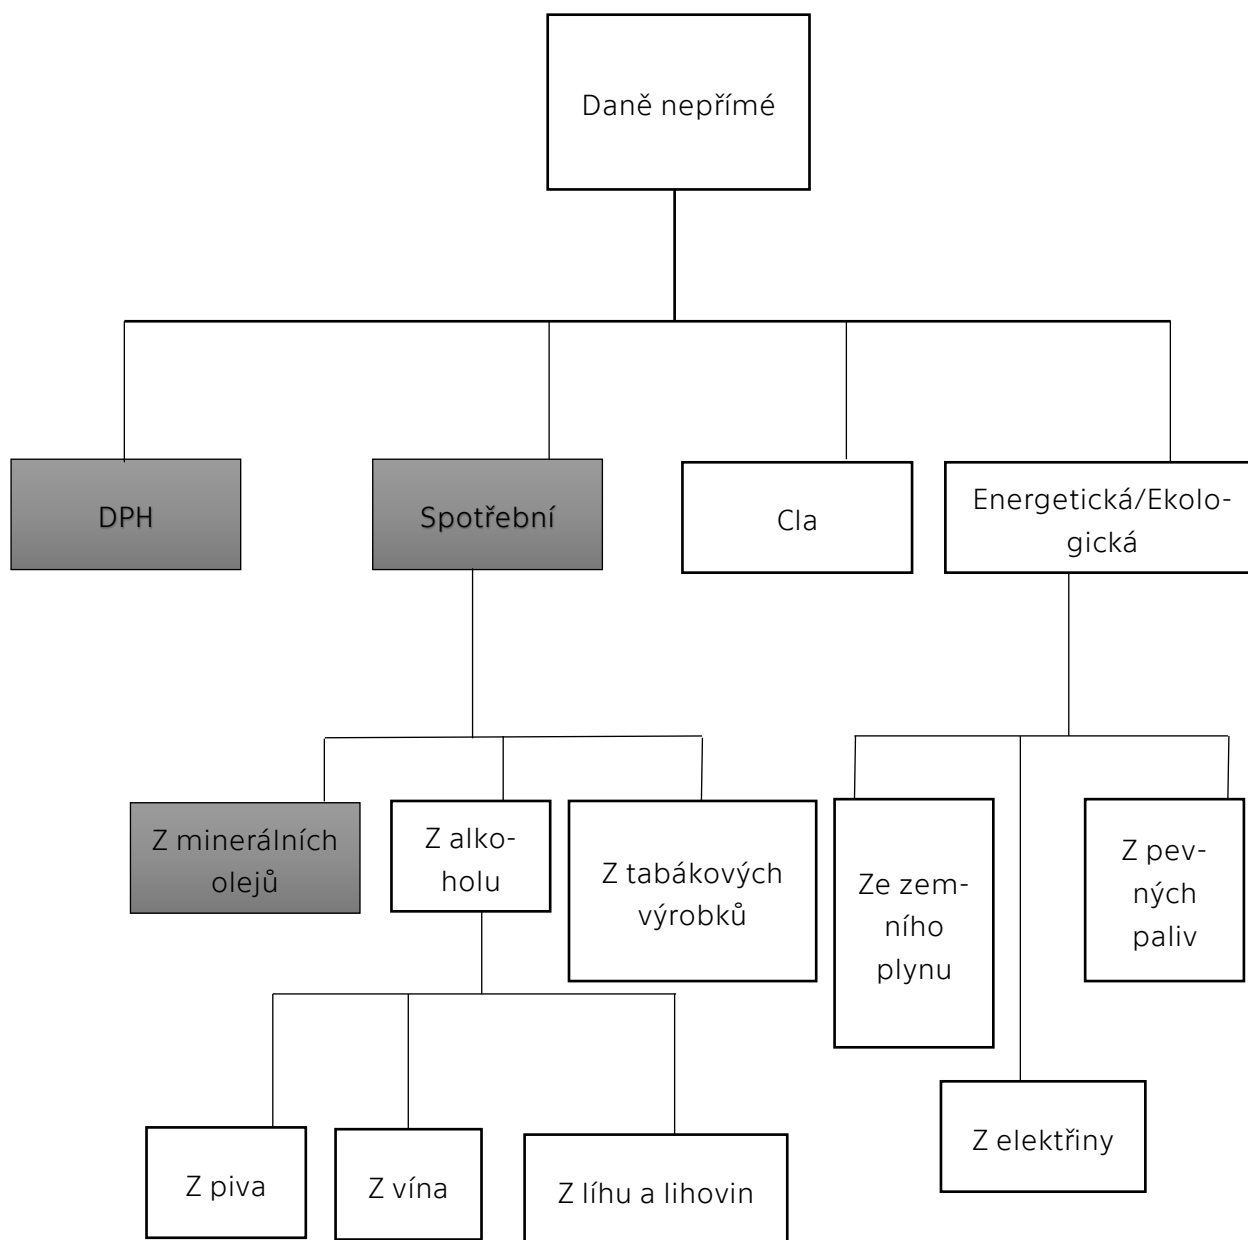 Daně nepřímé
DPH
Spotřební
Cla
Energetická/Ekolo-
gická
Z minerálních
olejů
Z alko-
holu
Z tabákových
výrobků
Ze zem-
ního
plynu
Z pev-
ných
paliv
Z elektřiny
Z piva
Z vína
Z líhu a lihovin